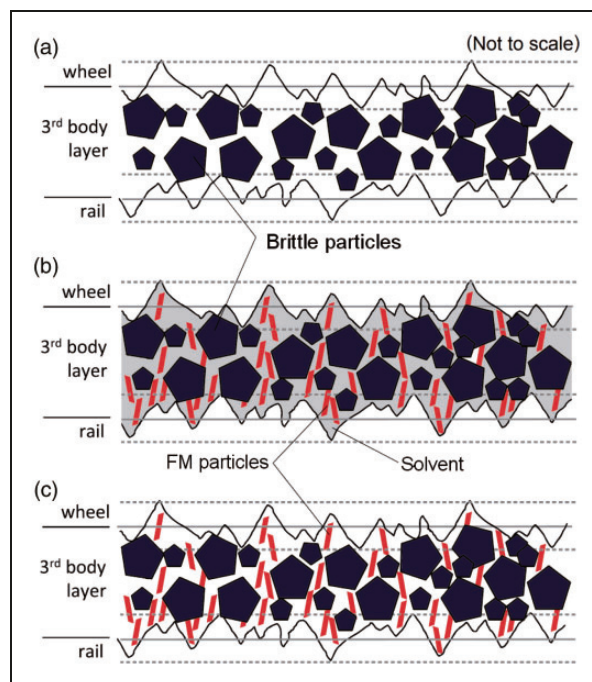 (a)
(Not to scale)
wheel
3rd body
layer
rail
Brittle particles
(b)
wheel
3rd body
layer
rail
FM particles
Solvent
(c)
wheel
3rd body
layer
rail